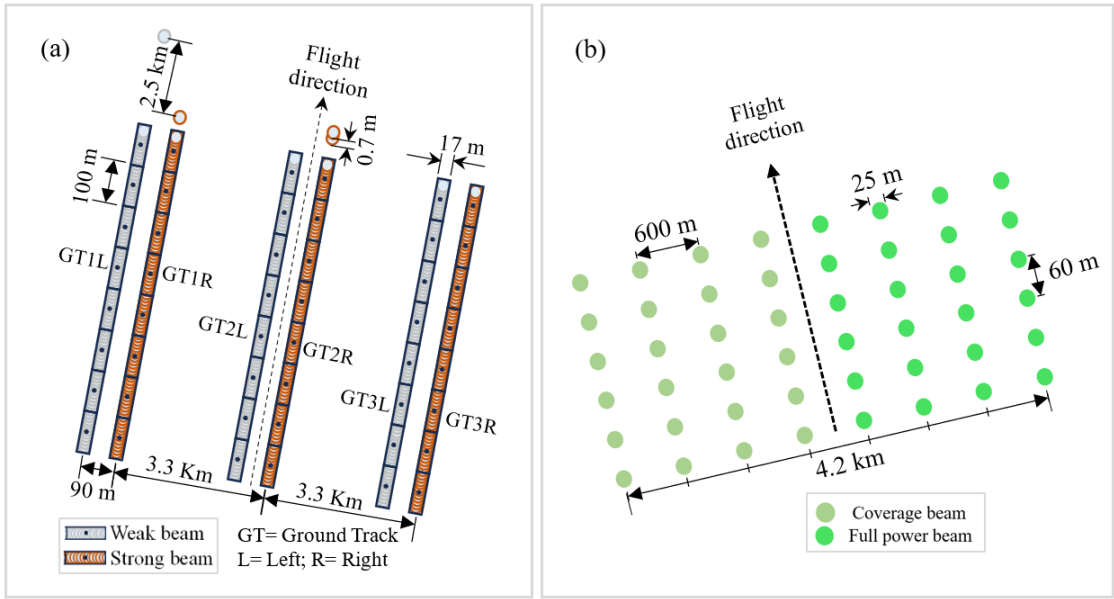 (a)
2.5 km
Flight
direction
0.7 m
17 m
100 m
GT1L
GT1R
GT2L
GT2R
GT3L
GT3R
3.3 Km
3.3 Km
90 m
Weak beam
Strong beam
GT= Ground Track
L= Left; R= Right
(b)
Flight
direction
25 m
600 m
60 m
4.2 km
Coverage beam
Full power beam